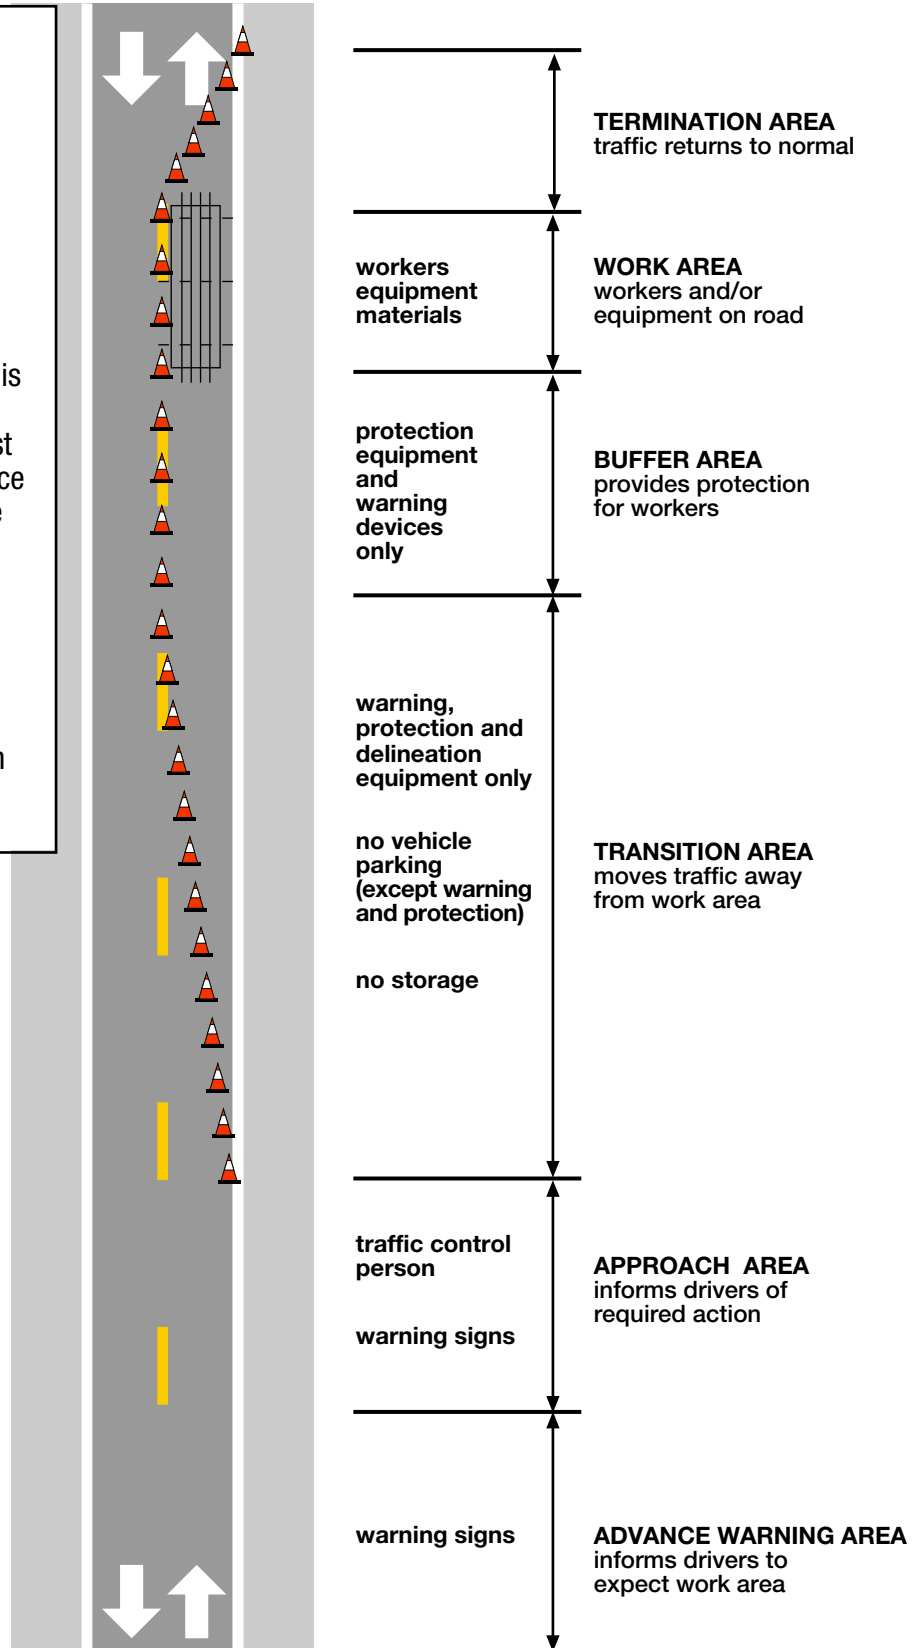 is
st
ce
e
n
TERMINATION AREA
traffic returns to normal
workers
equipment
materials
WORK AREA
workers and/or
equipment on road
protection
equipment
and
warning
devices
only
BUFFER AREA
provides protection
for workers
warning,
protection and
delineation
equipment only
no vehicle
parking
(except warning
and protection)
no storage
TRANSITION AREA
moves traffic away
from work area
traffic control
person
warning signs
APPROACH AREA
informs drivers of
required action
warning signs
ADVANCE WARNING AREA
informs drivers to
expect work area